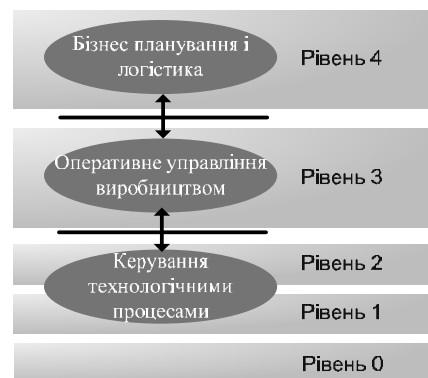 Бізнес планування і
логістика
Рівень 4
Оперативне управління
виробництвом
Рівень 3
Керування
технологічними
процесами
Рівень 2
Рівень 1
Рівень 0